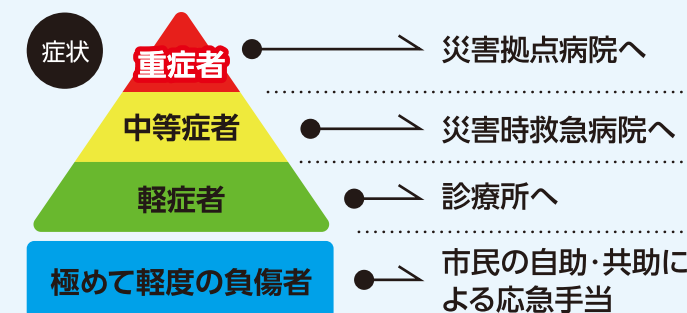 症状
重症者
災害拠点病院へ
中等症者
災害時救急病院へ
軽症者
診療所へ
極めて軽度の負傷者
市民の自助・共助に
よる応急手当